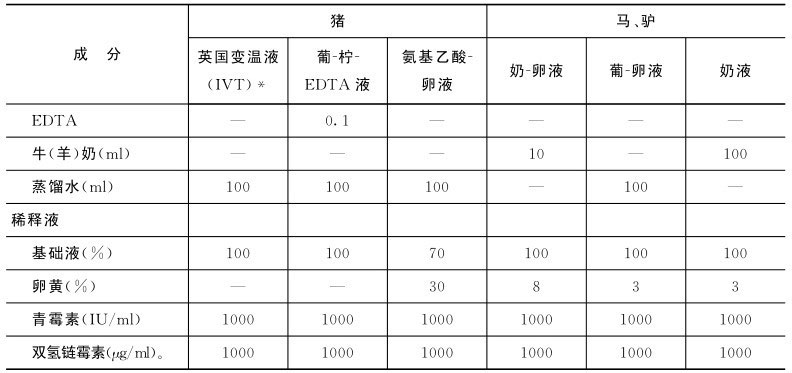 成 分 猪 马、驴
英国变温液(IVT)* 葡-柠-EDTA 液 氨基乙酸-卵液 奶-卵液 葡-卵液 奶液
EDTA — 0.1 — — — —
牛(羊)奶(ml) — — — 10 — 100
蒸馏水(ml) 100 100 100 — 100 —
稀释液
基础液(%) 100 100 70 100 100 100
卵黄(%) — — 30 8 3 3
青霉素(IU/ml) 1000 1000 1000 1000 1000 1000
双氢链霉素(μg/ml)。 1000 1000 1000 1000 1000 1000